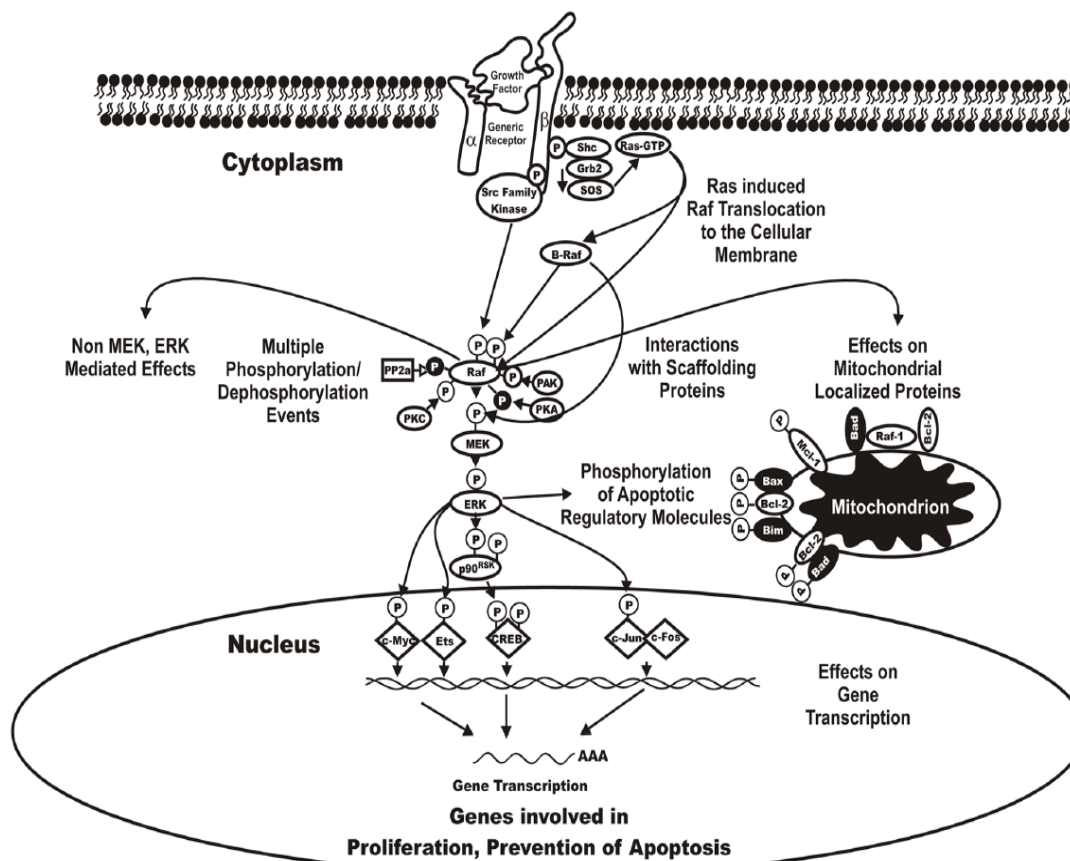 Growth
Factor
α
Generic
Receptor
β
Cytoplasm
P
Shc
Ras-GTP
Grb2
SOS
P
Src Family
Kinase
Ras induced
Raf Translocation
to the Cellular
Membrane
B-Raf
Non MEK, ERK
Mediated Effects
Multiple
Phosphorylation/
Dephosphorylation
Events
P
P
PP2a
P
Raf
P
PAK
P
PKC
P
PKA
P
MEK
Interactions
with Scaffolding
Proteins
Effects on
Mitochondrial
Localized Proteins
P
Mcl-1
Bad
Raf-1
Bcl-2
P
Bax
P
Bcl-2
P
Bim
Mitochondrion
Bcl-2
P
Bad
P
P
ERK
Phosphorylation
of Apoptotic
Regulatory Molecules
P
P
p90RSK
Nucleus
P
c-Myc
P
Ets
P
P
CREB
P
c-Jun
c-Fos
Effects on
Gene
Transcription
AAA
Gene Transcription
Genes involved in
Proliferation, Prevention of Apoptosis